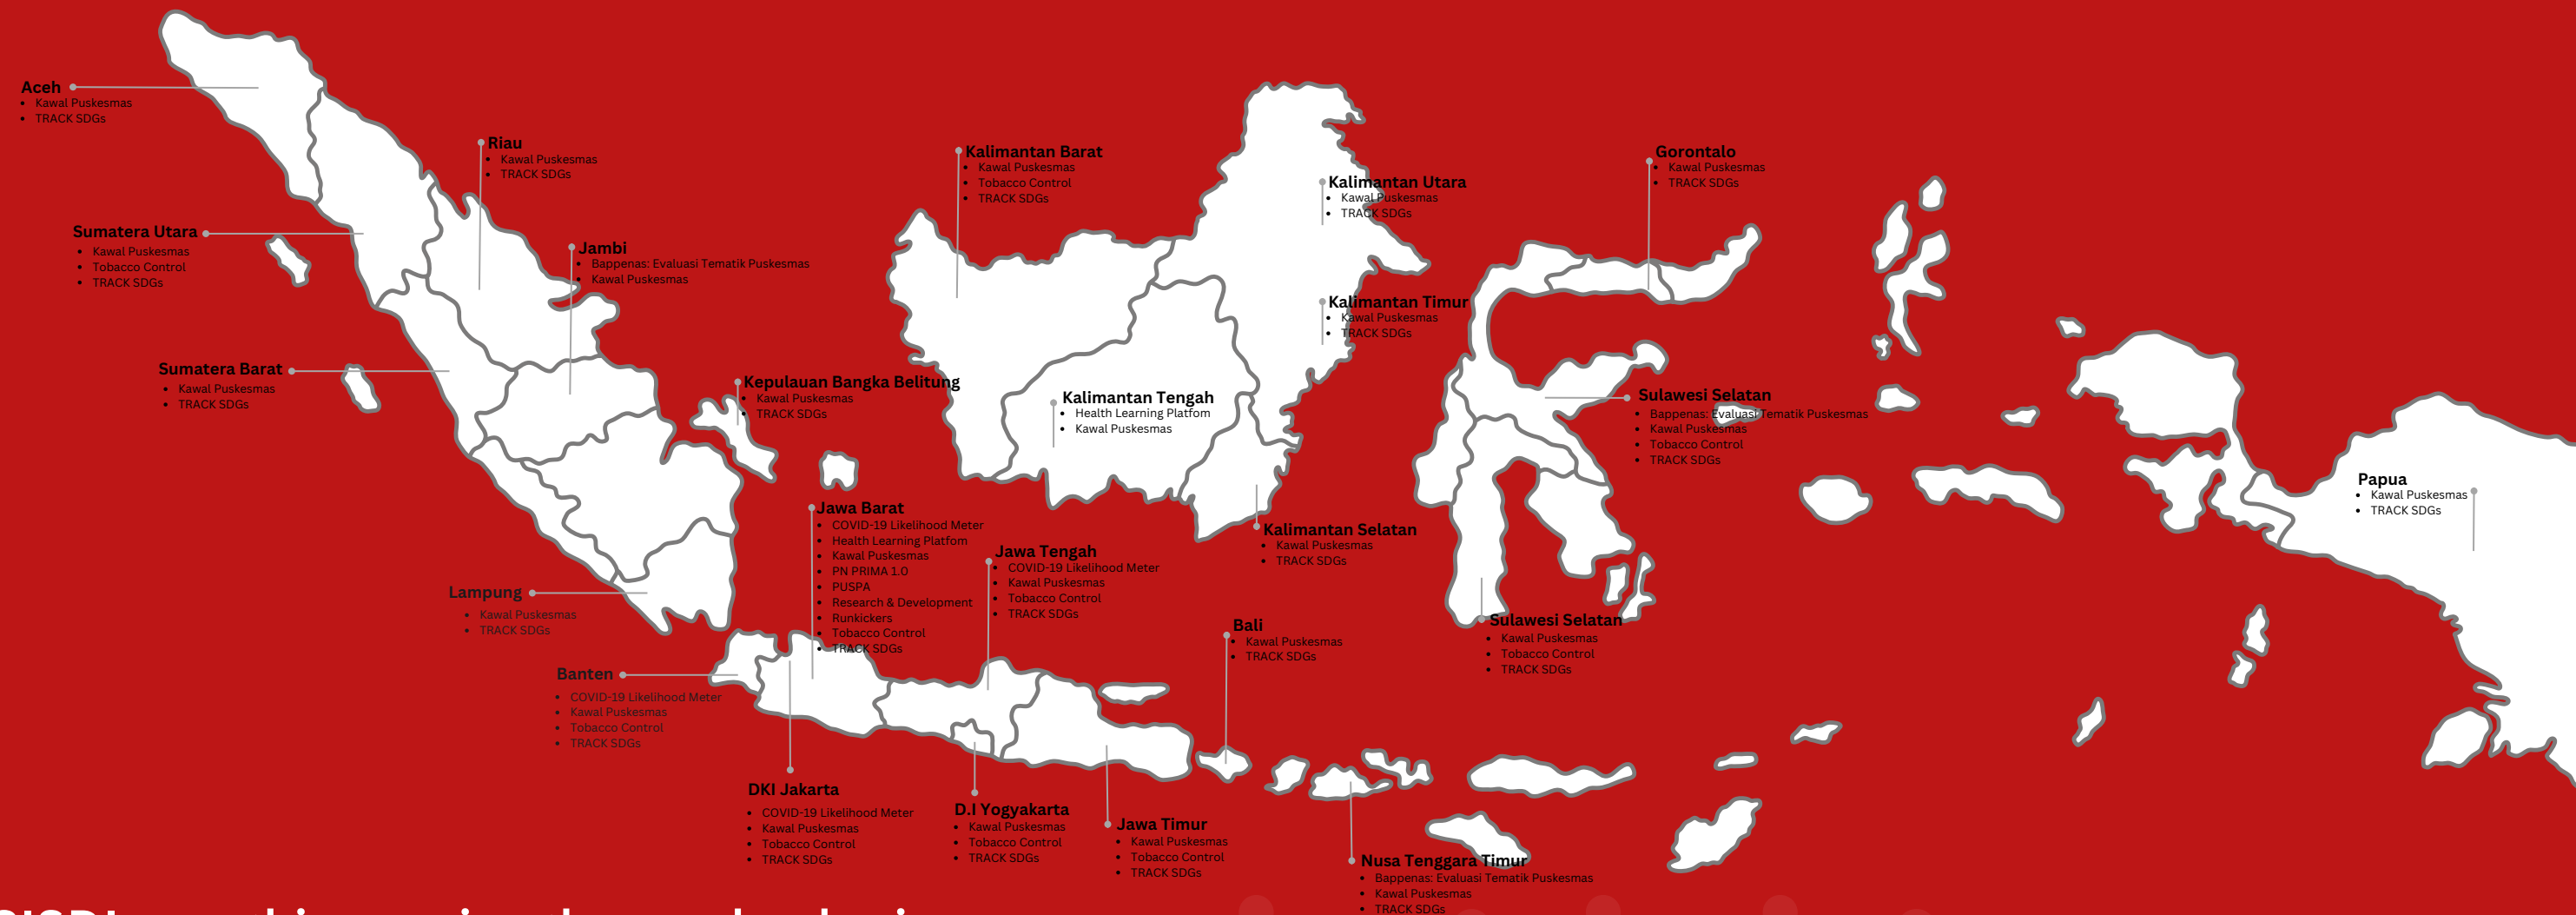 Aceh
• Kawal Puskesmas
• TRACK SDGs
Riau
• Kawal Puskesmas
• TRACK SDGs
Sumatera Utara
• Kawal Puskesmas
• Tobacco Control
• TRACK SDGs
Jambi
• Bappenas: Evaluasi Tematik Puskesmas
• Kawal Puskesmas
Sumatera Barat
• Kawal Puskesmas
• TRACK SDGs
Kepulauan Bangka Belitung
• Kawal Puskesmas
• TRACK SDGs
Kalimantan Barat
• Kawal Puskesmas
• Tobacco Control
• TRACK SDGs
Kalimantan Utara
• Kawal Puskesmas
• TRACK SDGs
Kalimantan Timur
• Kawal Puskesmas
• TRACK SDGs
Kalimantan Tengah
• Health Learning Platfom
• Kawal Puskesmas
Kalimantan Selatan
• Kawal Puskesmas
• TRACK SDGs
Gorontalo
• Kawal Puskesmas
• TRACK SDGs
Sulawesi Selatan
• Bappenas: Evaluasi Tematik Puskesmas
• Kawal Puskesmas
• Tobacco Control
• TRACK SDGs
Sulawesi Selatan
• Kawal Puskesmas
• Tobacco Control
• TRACK SDGs
Papua
• Kawal Puskesmas
• TRACK SDGs
Lampung
• Kawal Puskesmas
• TRACK SDGs
Banten
• COVID-19 Likelihood Meter
• Kawal Puskesmas
• Tobacco Control
• TRACK SDGs
Jawa Barat
• COVID-19 Likelihood Meter
• Health Learning Platfom
• Kawal Puskesmas
• PN PRIMA 1.0
• PUSPA
• Research & Development
• Runkickers
• Tobacco Control
• TRACK SDGs
Jawa Tengah
• COVID-19 Likelihood Meter
• Kawal Puskesmas
• Tobacco Control
• TRACK SDGs
Bali
• Kawal Puskesmas
• TRACK SDGs
DKI Jakarta
• COVID-19 Likelihood Meter
• Kawal Puskesmas
• Tobacco Control
• TRACK SDGs
D.I Yogyakarta
• Kawal Puskesmas
• Tobacco Control
• TRACK SDGs
Jawa Timur
• Kawal Puskesmas
• Tobacco Control
• TRACK SDGs
Nusa Tenggara Timur
• Bappenas: Evaluasi Tematik Puskesmas
• Kawal Puskesmas
• TRACK SDGs